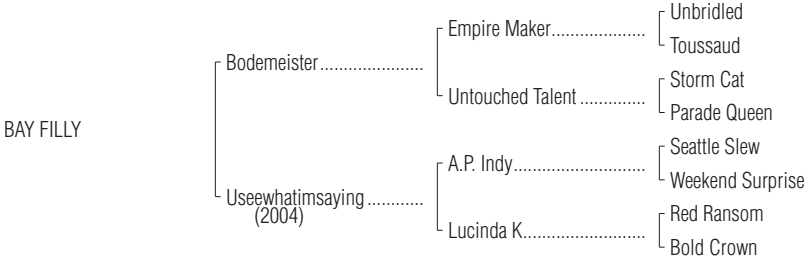 Unbridled
Empire Maker....................
Toussaud
Bodemeister......................
Storm Cat
Untouched Talent ..............
Parade Queen
BAY FILLY
Seattle Slew
A.P. Indy............................
Weekend Surprise
Useewhatimsaying ............
(2004)
Red Ransom
Lucinda K..........................
Bold Crown